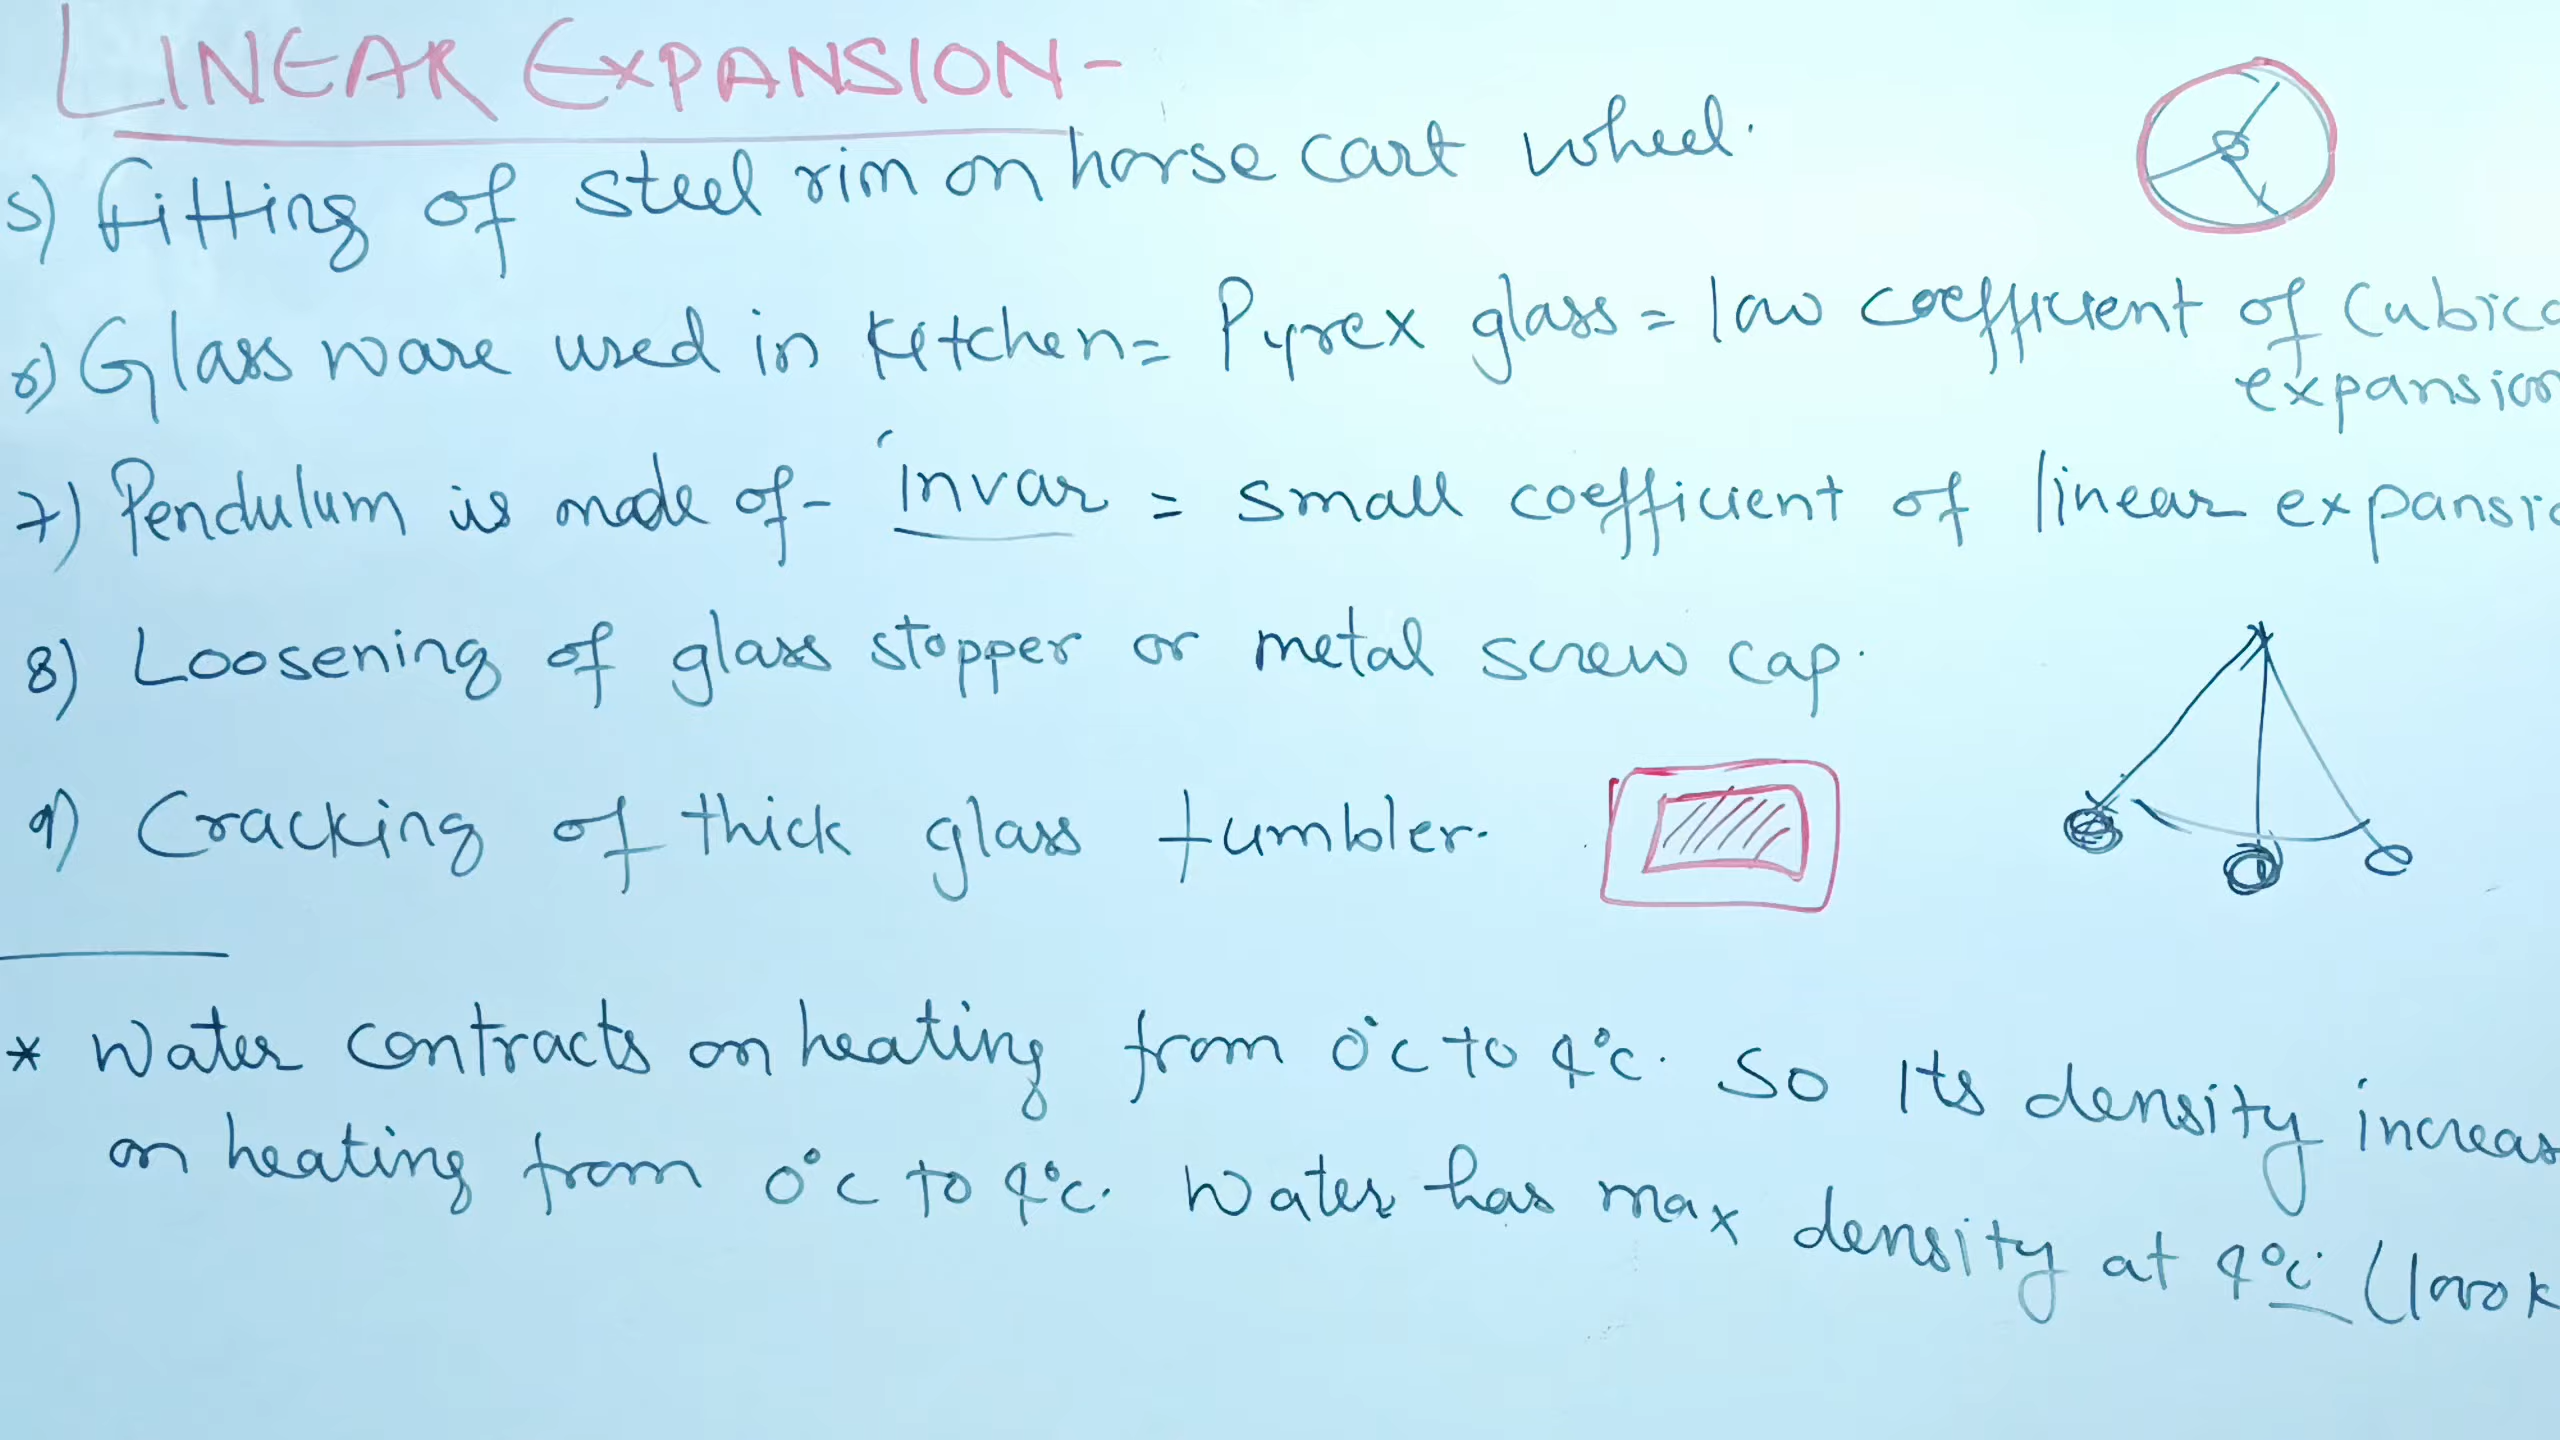 LINEAR EXPANSION-
5) Fitting of steel rim on horse cart wheel.
6) Glass ware used in kitchen = Pyrex glass = low coefficient of Cubica
expansion
7) Pendulum is made of - invar = small coefficient of linear expansio
8) Loosening of glass stopper or metal screw cap.
9) Cracking of thick glass tumbler.
* Water contracts on heating from 0°C to 4°C. So Its density increas
on heating from 0°C to 4°C. Water has max density at 4°C (1000 k